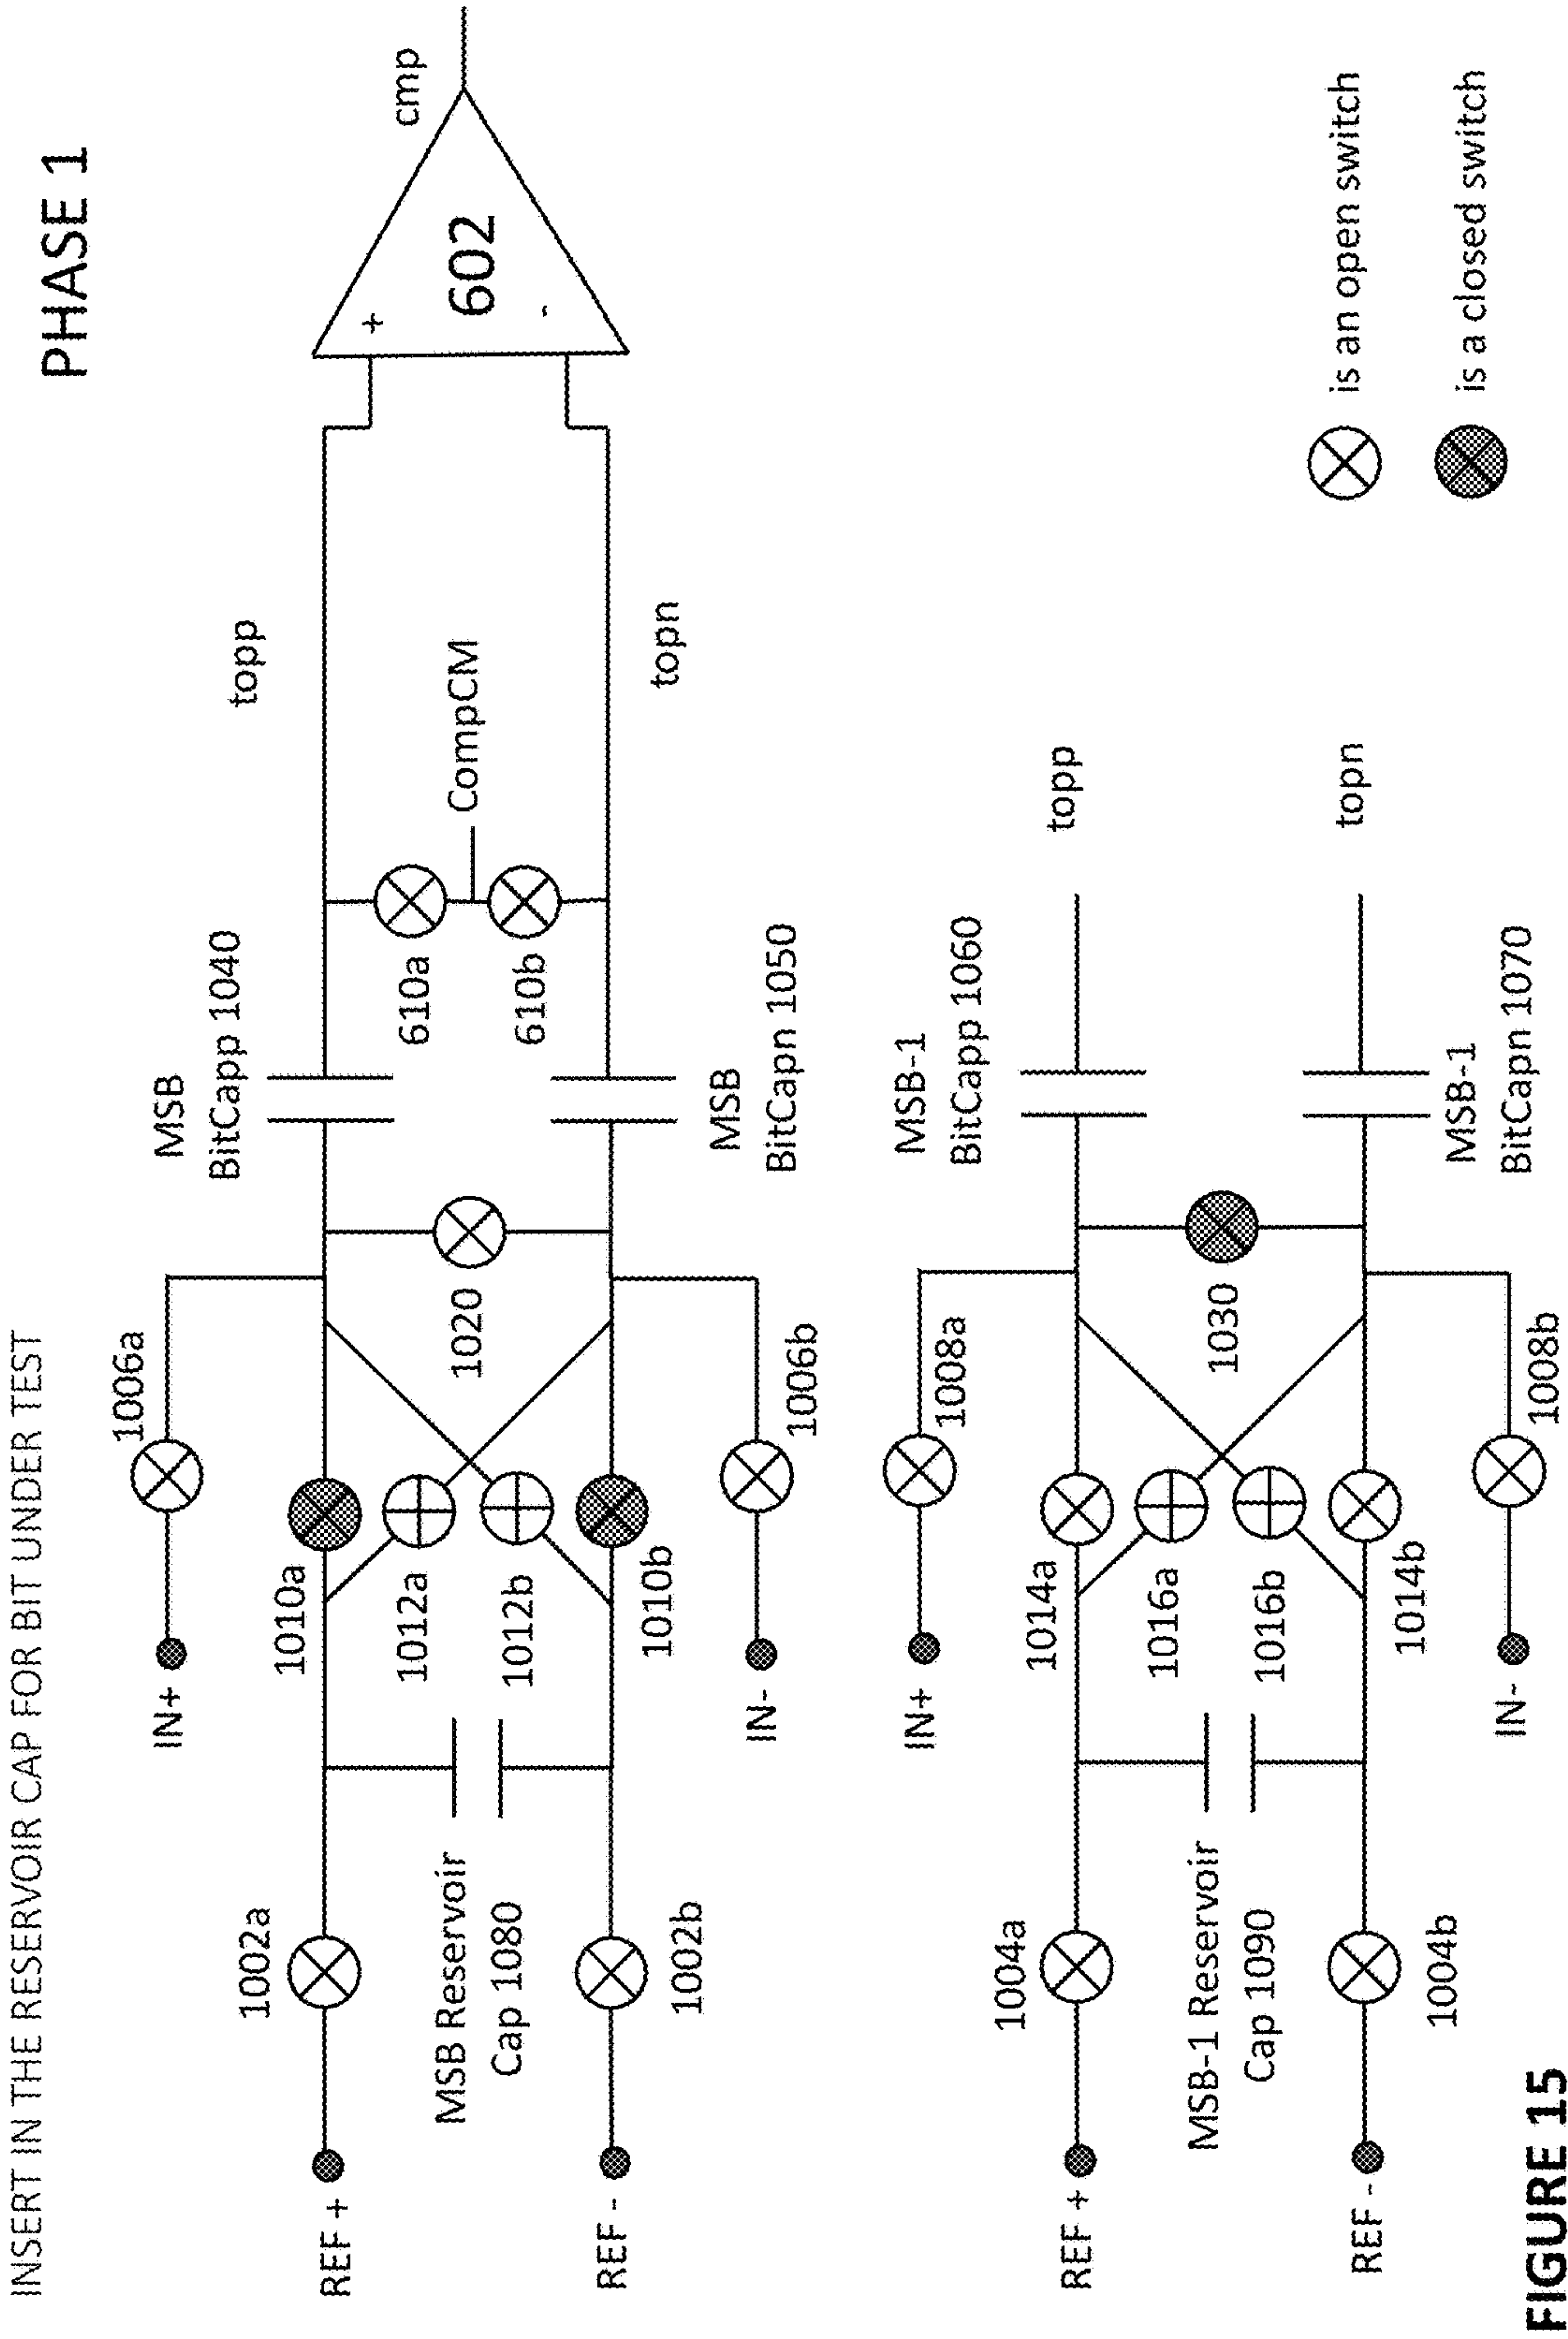 INSERT IN THE RESERVOIR CAP FOR BIT UNDER TEST
PHASE 1
IN+
1006a
MSB
BitCapp 1040
topp
cmp
REF +
1002a
1010a
1012a
1012b
1010b
1020
610a
610b
CompCM
+
602
-
MSB Reservoir
Cap 1080
REF -
1002b
IN-
1006b
MSB
BitCapn 1050
topn
IN+
1008a
MSB-1
BitCapp 1060
topp
REF +
1004a
1014a
1016a
1016b
1014b
1030
MSB-1 Reservoir
Cap 1090
REF -
1004b
IN-
1008b
MSB-1
BitCapn 1070
topn
is an open switch
is a closed switch
FIGURE 15